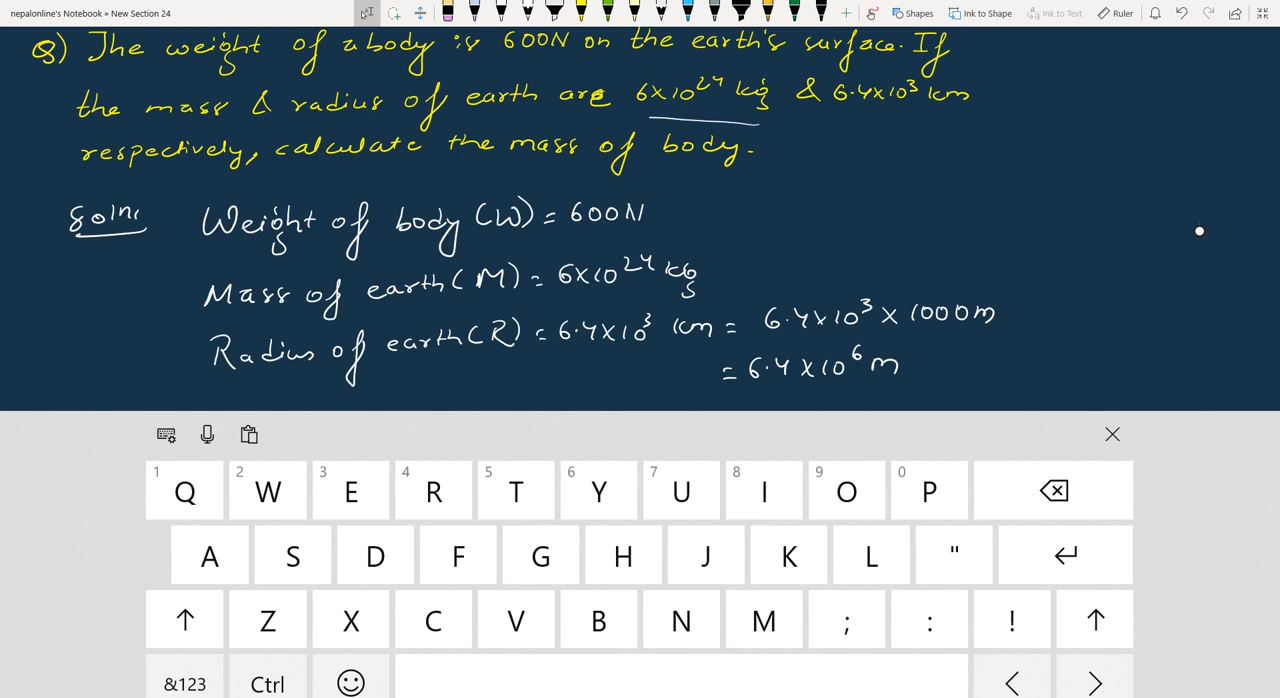 nepalonline's Notebook » New Section 24
Shapes Ink to Shape Ink to Text Ruler
Q) The weight of a body is 600N on the earth's surface. If
the mass & radius of earth are 6×10²⁴ kg & 6.4×10³ km
respectively, calculate the mass of body.
Soln, Weight of body (W) = 600N
Mass of earth (M) = 6×10²⁴ kg
Radius of earth (R) = 6.4×10³ km = 6.4×10³ × 1000m
= 6.4×10⁶ m
1 2 3 4 5 6 7 8 9 0
Q W E R T Y U I O P
A S D F G H J K L "
Z X C V B N M ; : !
&123 Ctrl